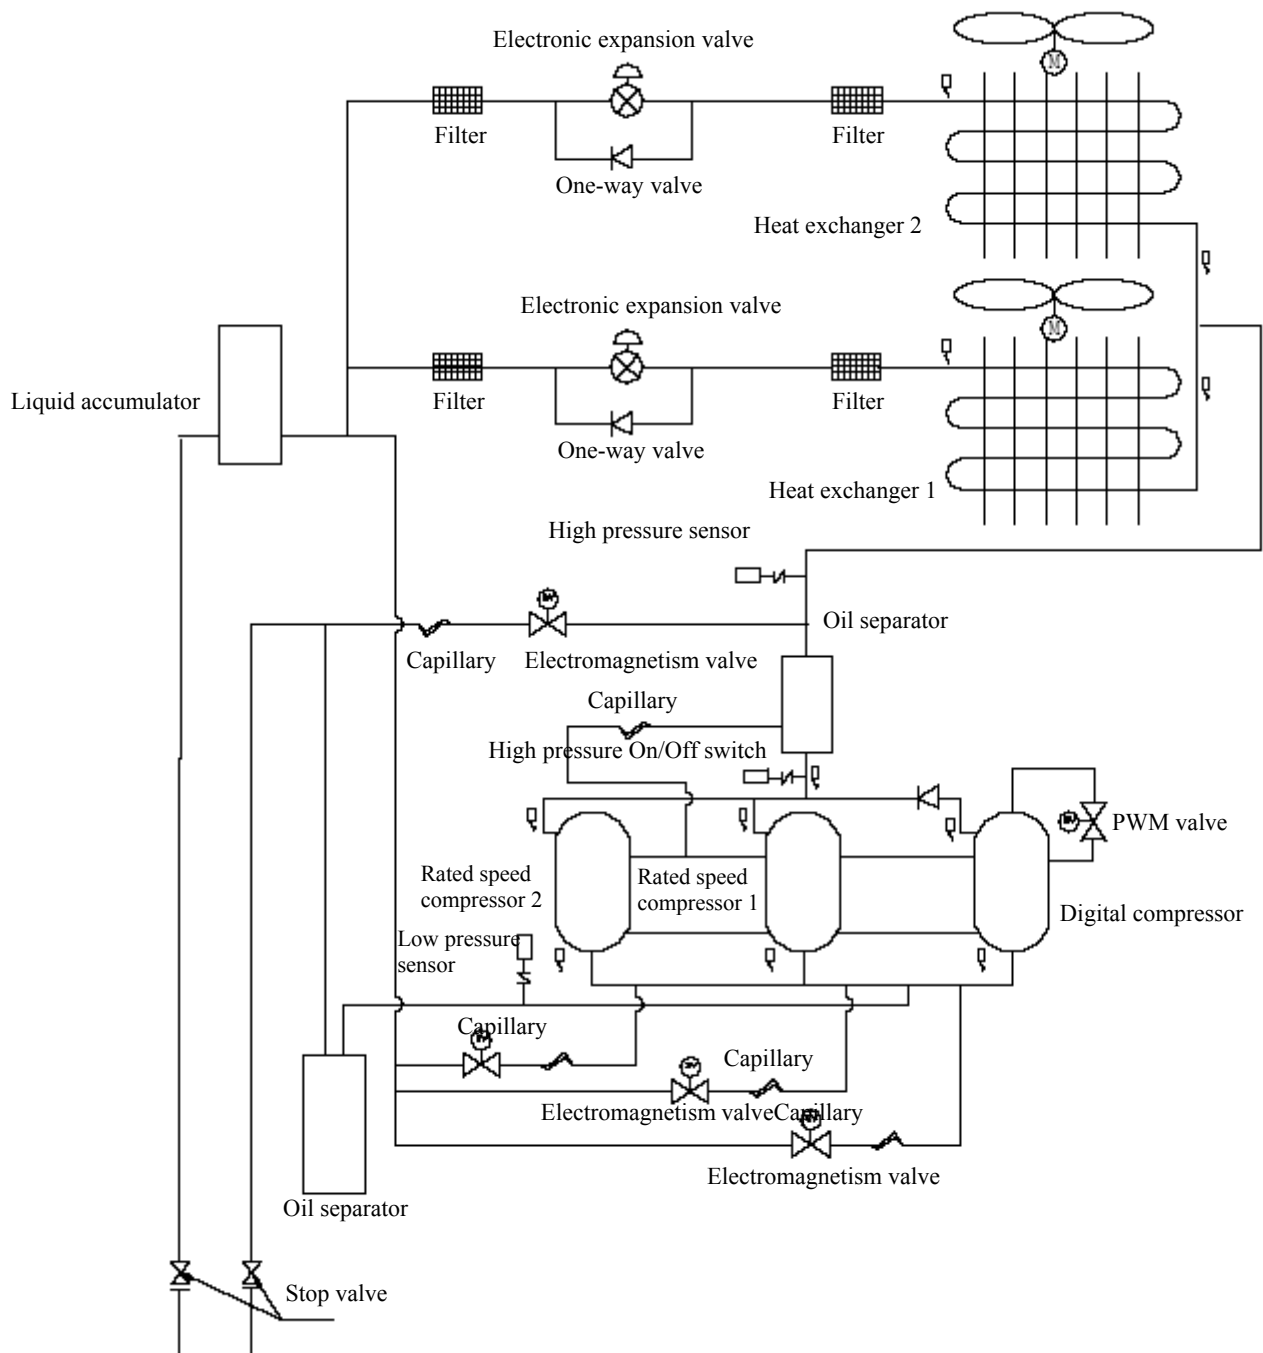 Electronic expansion valve
M
Filter
Filter
One-way valve
Heat exchanger 2
Electronic expansion valve
M
Liquid accumulator
Filter
Filter
One-way valve
Heat exchanger 1
High pressure sensor
Oil separator
Capillary
Electromagnetism valve
Capillary
High pressure On/Off switch
PWM valve
Rated speed
compressor 2
Rated speed
compressor 1
Digital compressor
Low pressure
sensor
Capillary
Capillary
Electromagnetism valve
Capillary
Electromagnetism valve
Oil separator
Stop valve